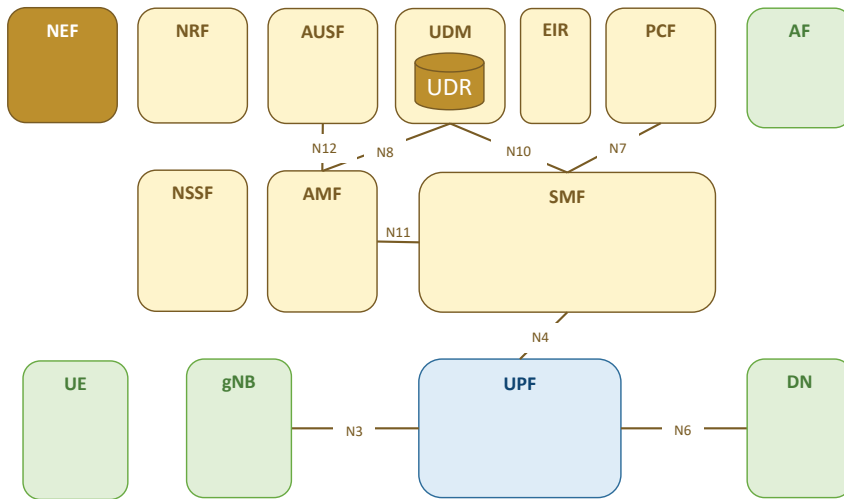 NEF
NRF
AUSF
UDM
EIR
PCF
AF
UDR
N12
N8
N10
N7
NSSF
AMF
SMF
N11
N4
UE
gNB
UPF
DN
N3
N6